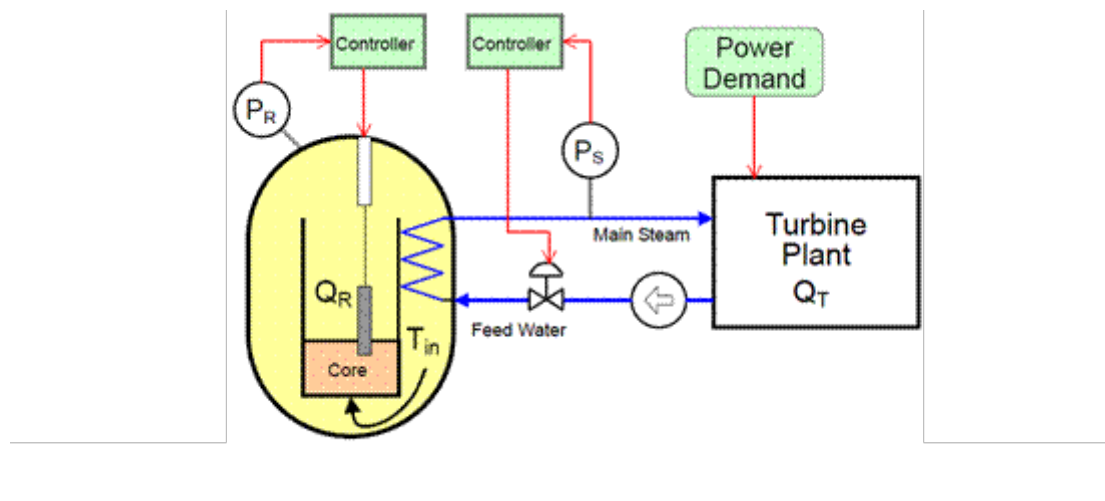 Controller
Controller
Power
Demand
PR
PS
Main Steam
Turbine
Plant
QT
QR
Tin
Feed Water
Core